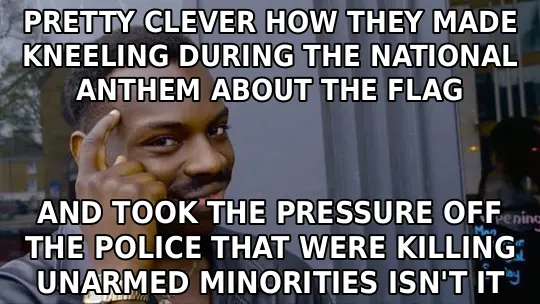 PRETTY CLEVER HOW THEY MADE
KNEELING DURING THE NATIONAL
ANTHEM ABOUT THE FLAG
AND TOOK THE PRESSURE OFF
THE POLICE THAT WERE KILLING
UNARMED MINORITIES ISN'T IT